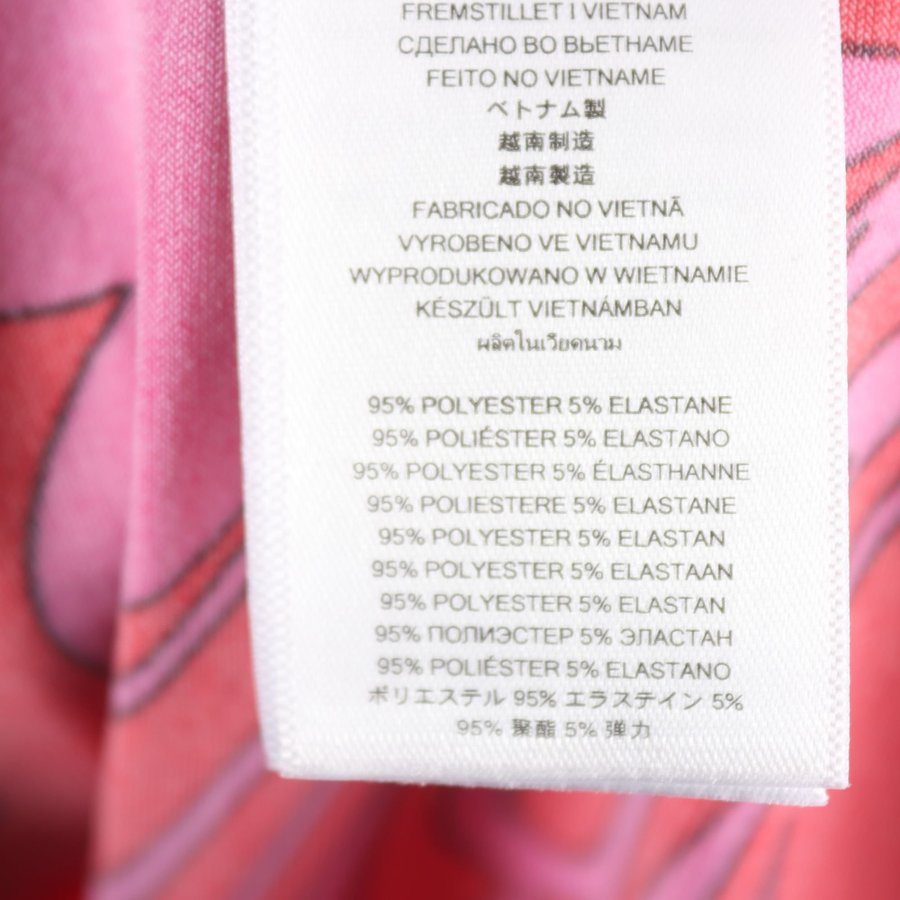 FREMSTILLET I VIETNAM
СДЕЛАНО ВО ВЬЕТНАМЕ
FEITO NO VIETNAME
ベトナム製
越南制造
越南製造
FABRICADO NO VIETNÃ
VYROBENO VE VIETNAMU
WYPRODUKOWANO W WIETNAMIE
KÉSZÜLT VIETNÁMBAN
ผลิตในเวียดนาม
95% POLYESTER 5% ELASTANE
95% POLIÉSTER 5% ELASTANO
95% POLYESTER 5% ÉLASTHANNE
95% POLIESTERE 5% ELASTANE
95% POLYESTER 5% ELASTAN
95% POLYESTER 5% ELASTAAN
95% POLYESTER 5% ELASTAN
95% ПОЛИЭСТЕР 5% ЭЛАСТАН
95% POLIÉSTER 5% ELASTANO
ポリエステル 95% エラステイン 5%
95% 聚酯 5% 弹力